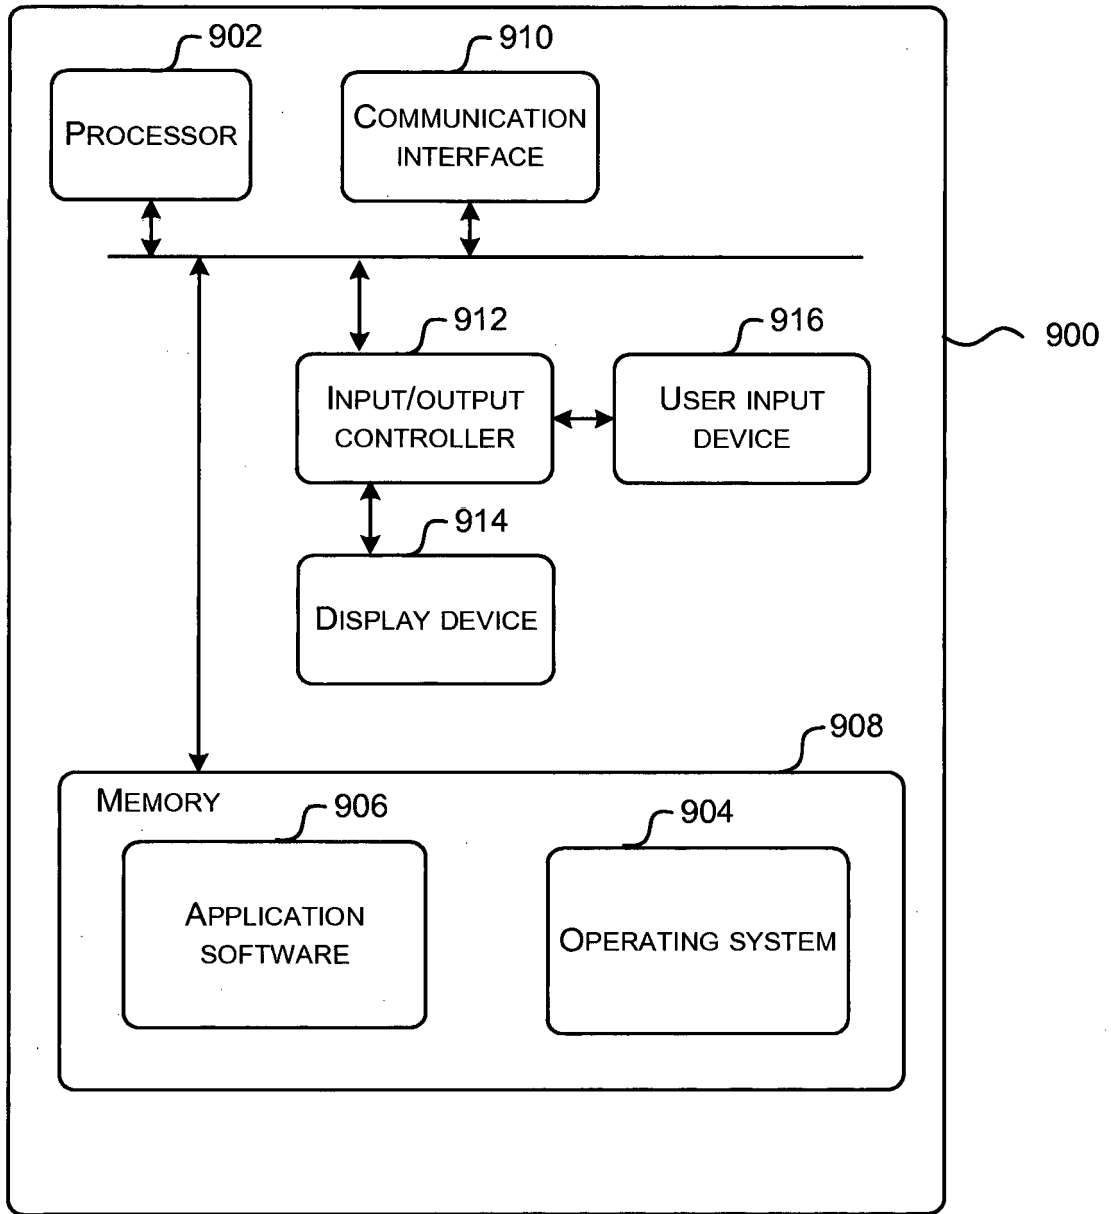 902
910
PROCESSOR
COMMUNICATION
INTERFACE
912
916
900
INPUT/OUTPUT
CONTROLLER
USER INPUT
DEVICE
914
DISPLAY DEVICE
908
MEMORY
906
904
APPLICATION
SOFTWARE
OPERATING SYSTEM